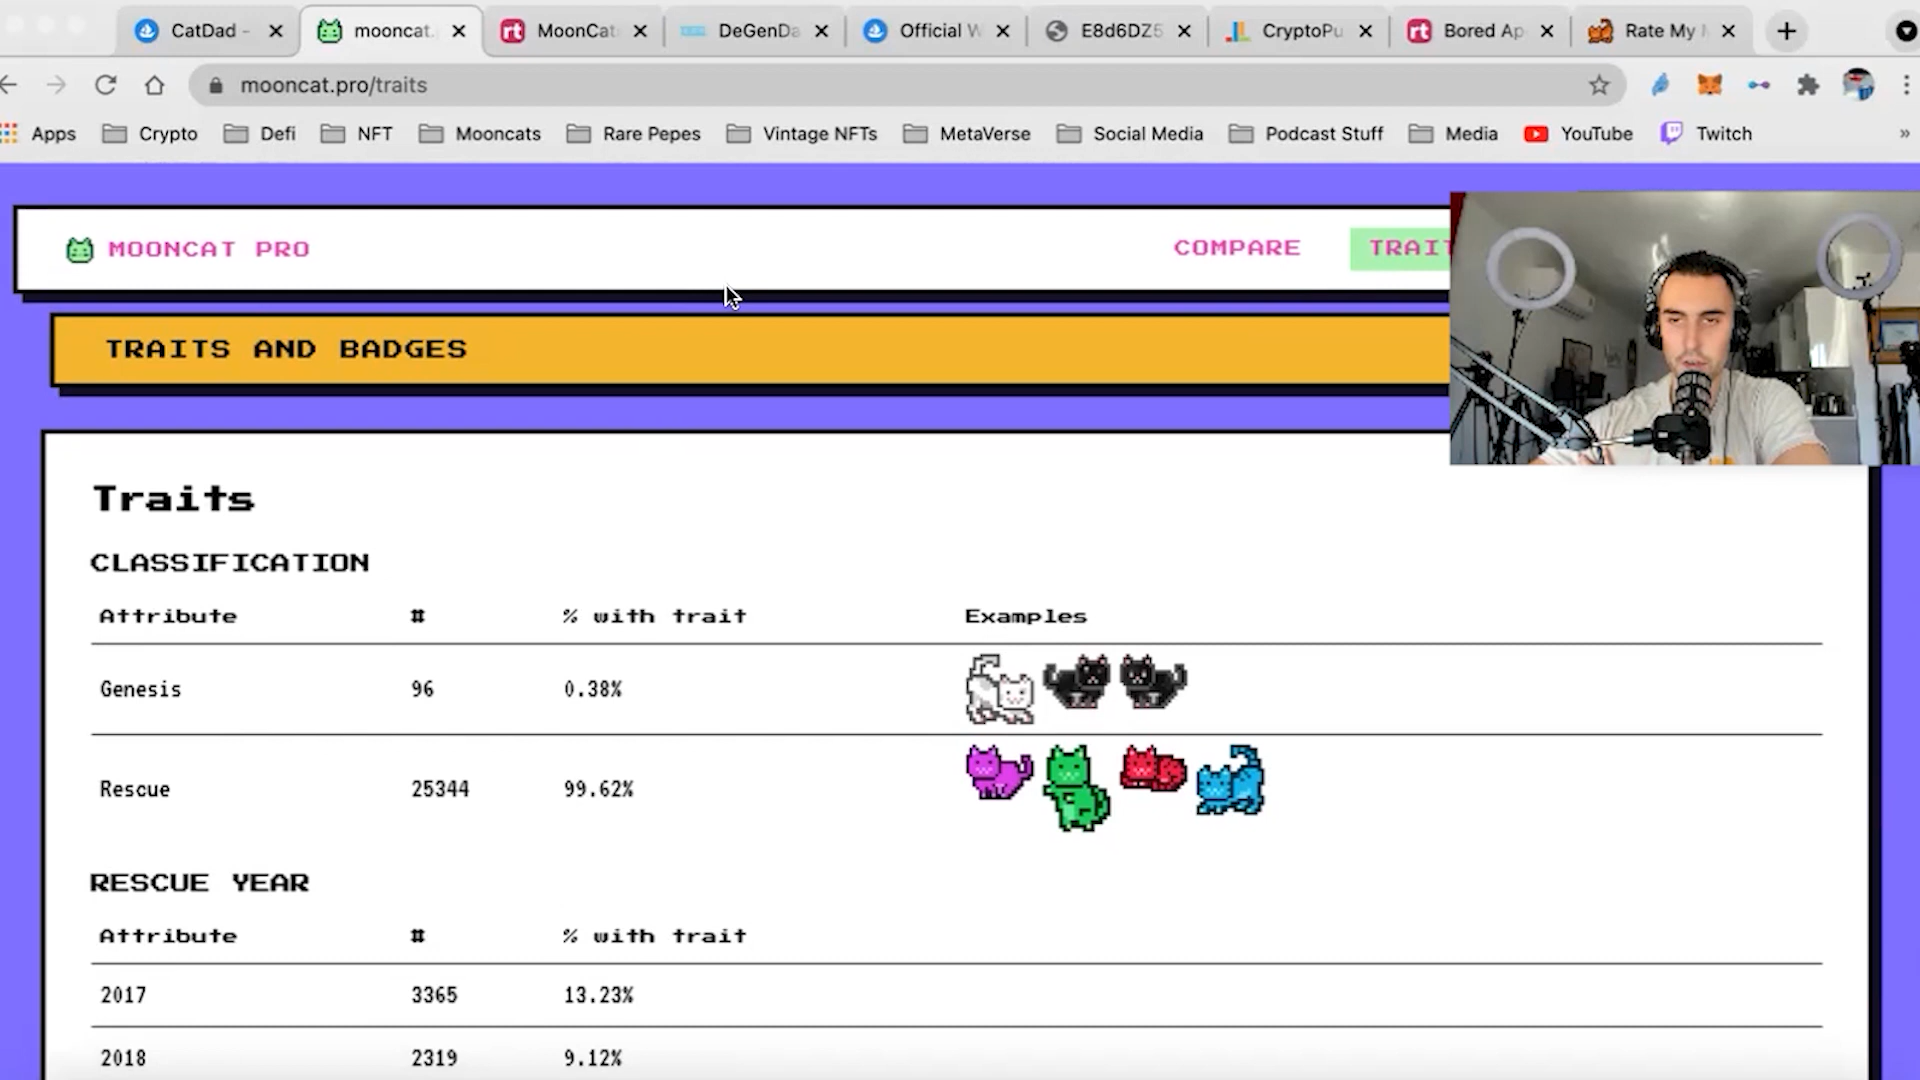 CatDad -
mooncat.
MoonCat
DeGenDa
Official W
E8d6DZ5
CryptoPu
Bored Ap
Rate My
mooncat.pro/traits
Apps
Crypto
Defi
NFT
Mooncats
Rare Pepes
Vintage NFTs
MetaVerse
Social Media
Podcast Stuff
Media
YouTube
Twitch
»
MOONCAT PRO
COMPARE
TRAIT
TRAITS AND BADGES
Traits
CLASSIFICATION
Attribute # % with trait Examples
Genesis 96 0.38%
Rescue 25344 99.62%
RESCUE YEAR
Attribute # % with trait
2017 3365 13.23%
2018 2319 9.12%